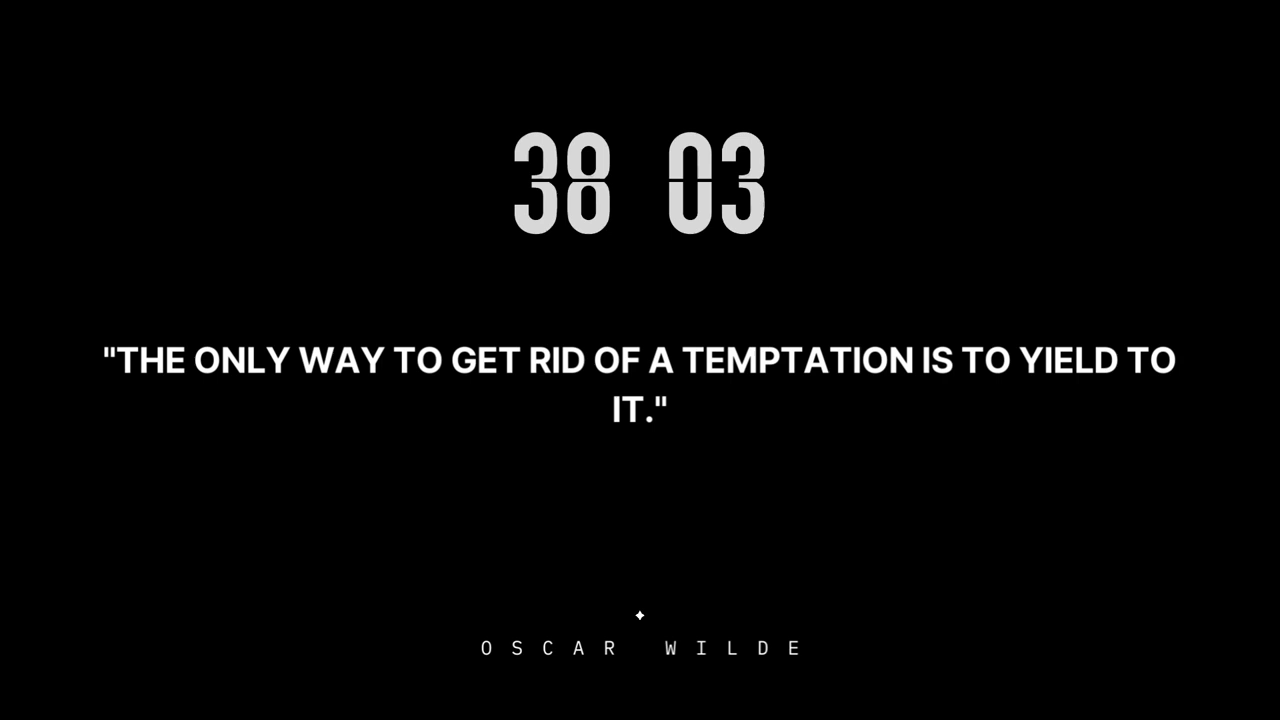 38 03
"THE ONLY WAY TO GET RID OF A TEMPTATION IS TO YIELD TO
IT."
OSCAR WILDE